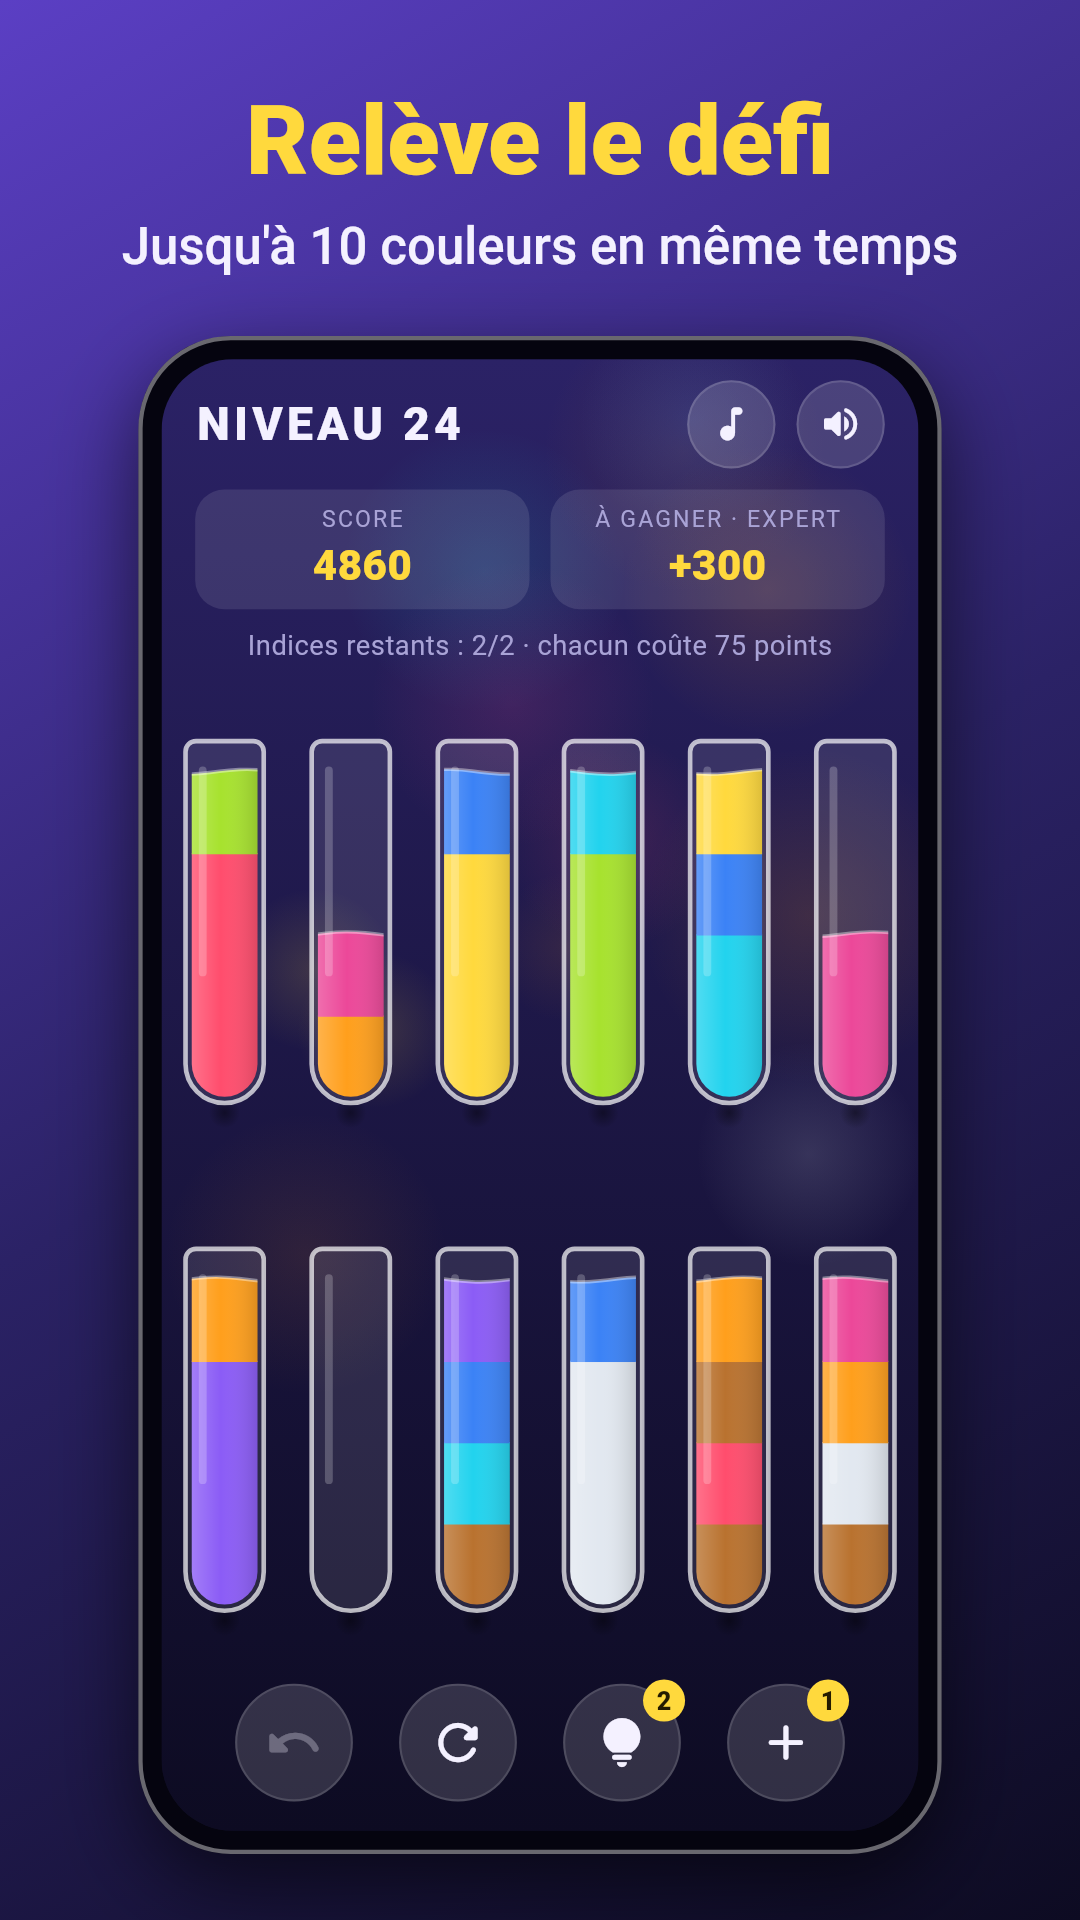 Relève le défi
Jusqu'à 10 couleurs en même temps
NIVEAU 24
SCORE
4860
À GAGNER · EXPERT
+300
Indices restants : 2/2 · chacun coûte 75 points
2
1